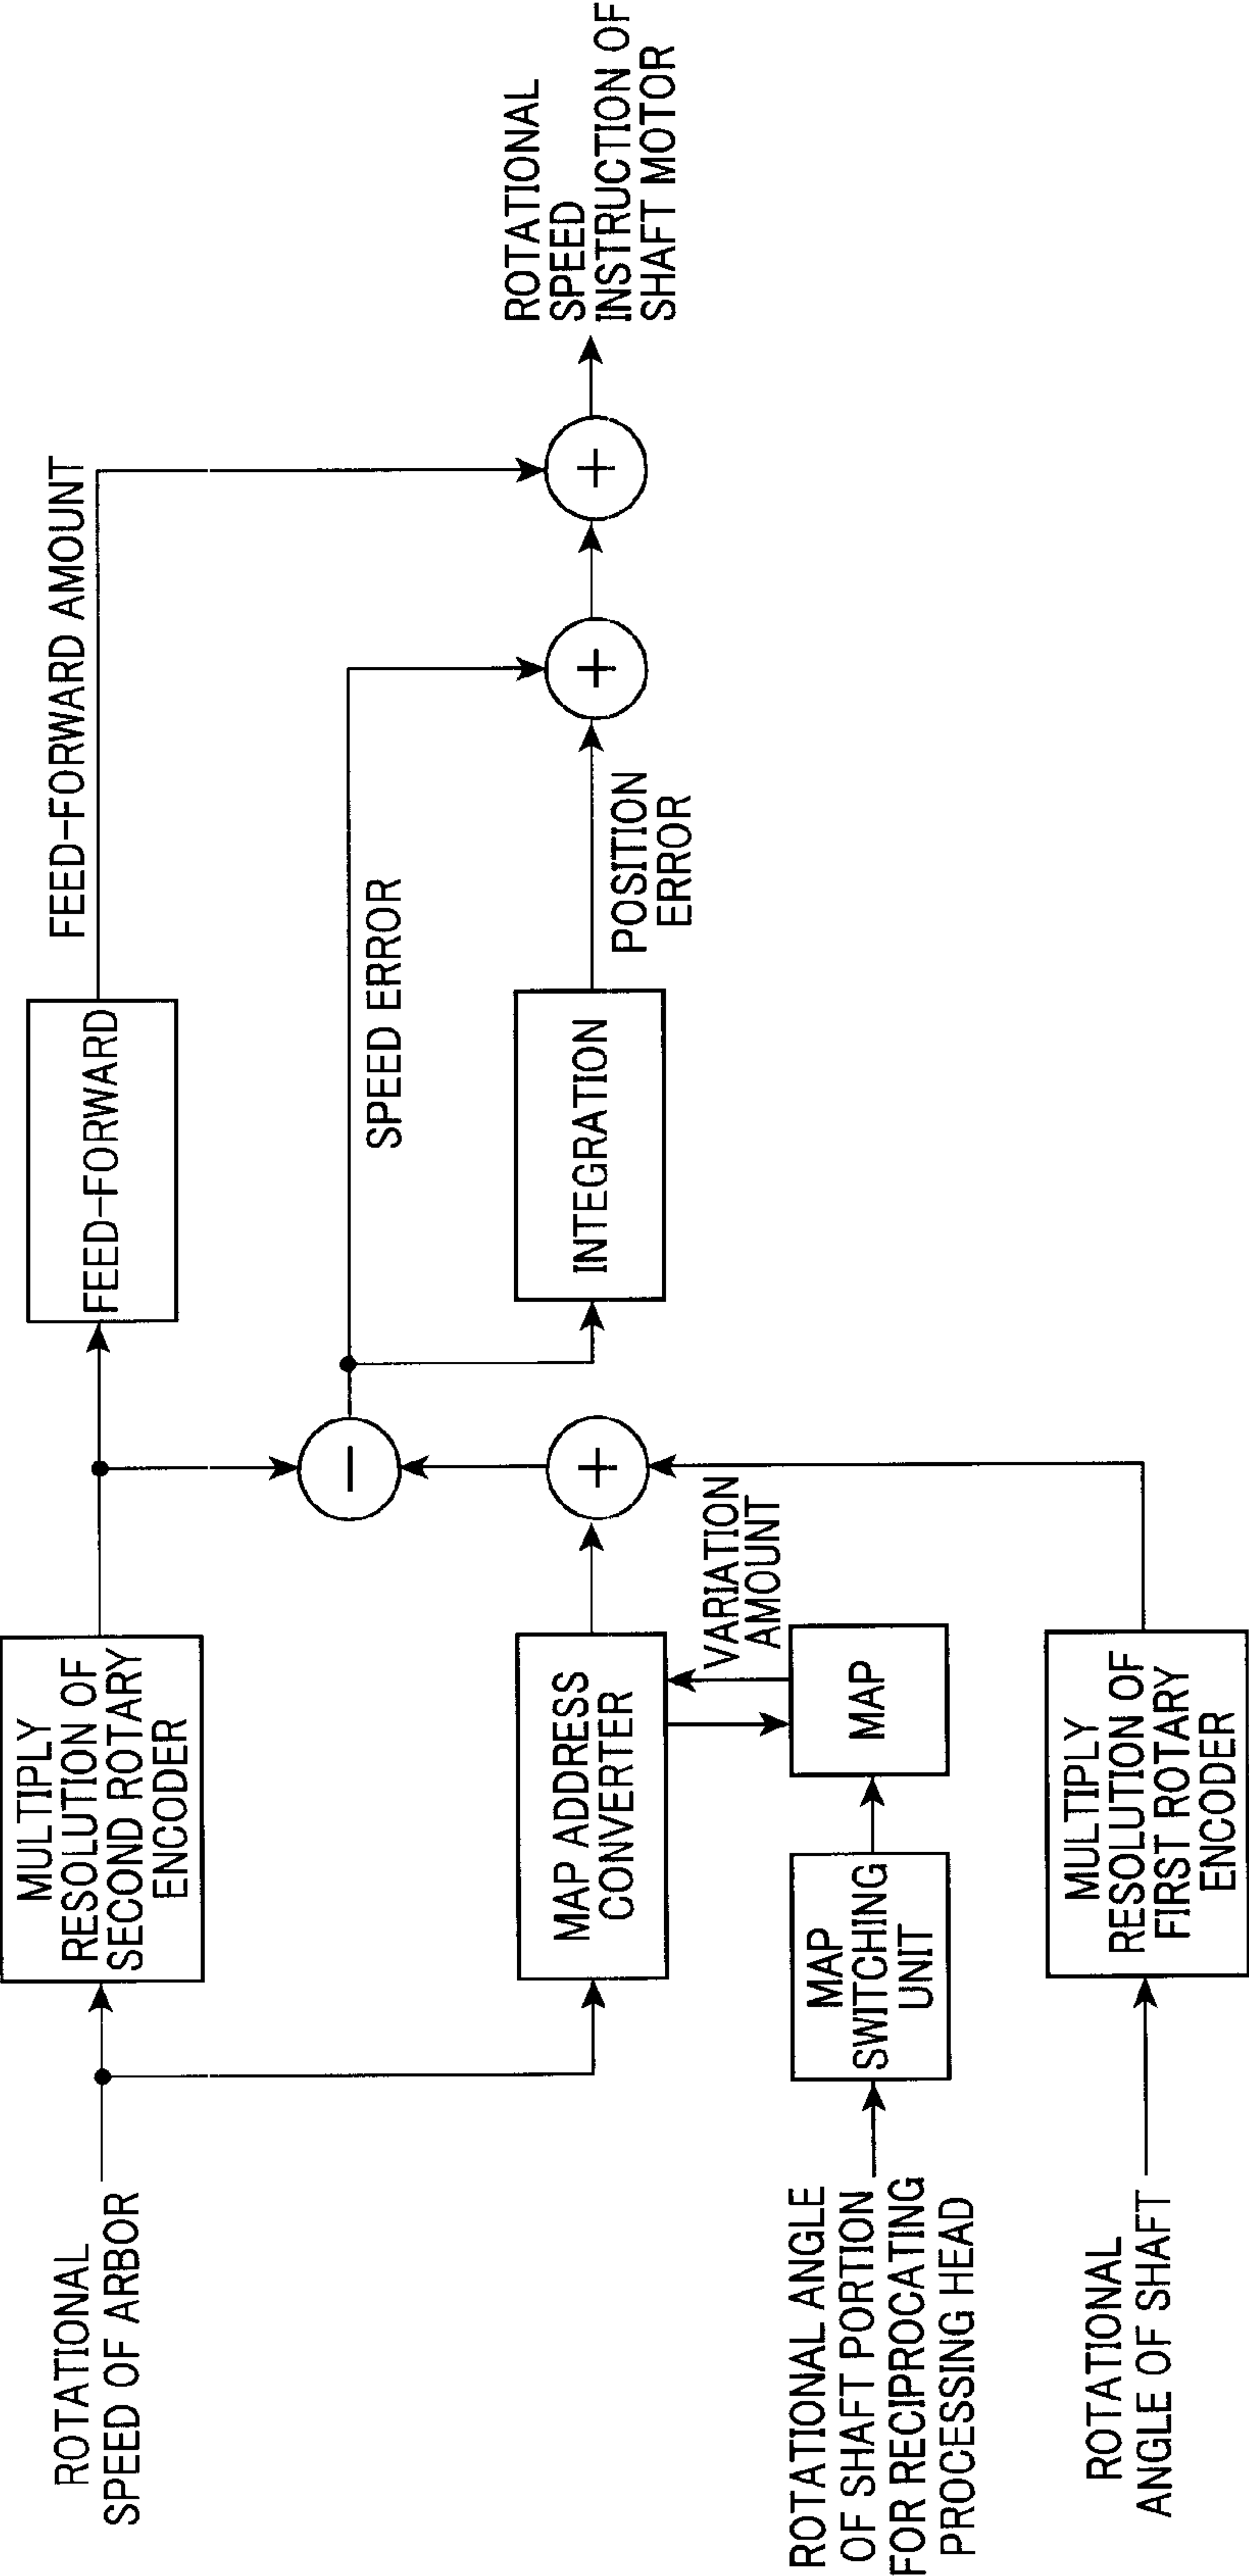 ROTATIONAL
SPEED OF ARBOR
MULTIPLY
RESOLUTION OF
SECOND ROTARY
ENCODER
FEED-FORWARD
FEED-FORWARD AMOUNT
SPEED ERROR
MAP ADDRESS
CONVERTER
INTEGRATION
POSITION
ERROR
ROTATIONAL
SPEED
INSTRUCTION OF
SHAFT MOTOR
VARIATION
AMOUNT
ROTATIONAL ANGLE
OF SHAFT PORTION
FOR RECIPROCATING
PROCESSING HEAD
MAP
SWITCHING
UNIT
MAP
ROTATIONAL
ANGLE OF SHAFT
MULTIPLY
RESOLUTION OF
FIRST ROTARY
ENCODER